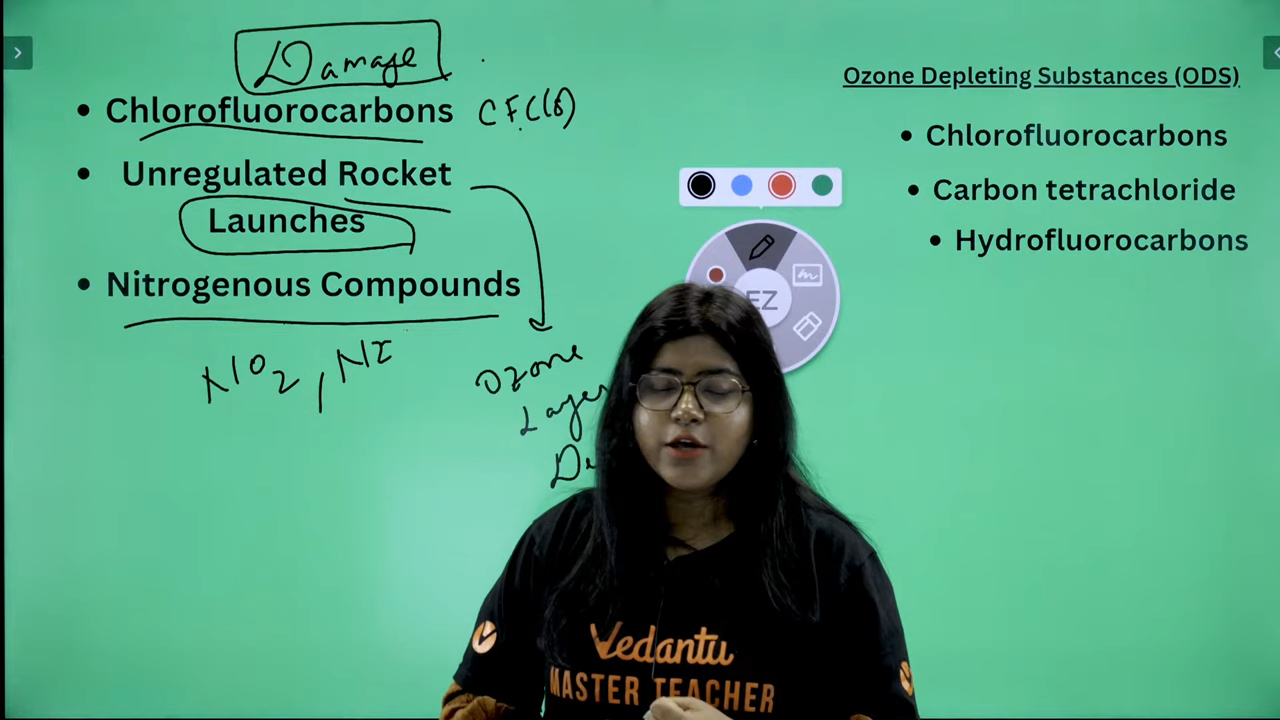 Damage
• Chlorofluorocarbons CFC(s)
• Unregulated Rocket
Launches
• Nitrogenous Compounds
NO2, 
Ozone
Layer
De
Ozone Depleting Substances (ODS)
• Chlorofluorocarbons
• Carbon tetrachloride
• Hydrofluorocarbons
EZ
Vedantu
MASTER TEACHER